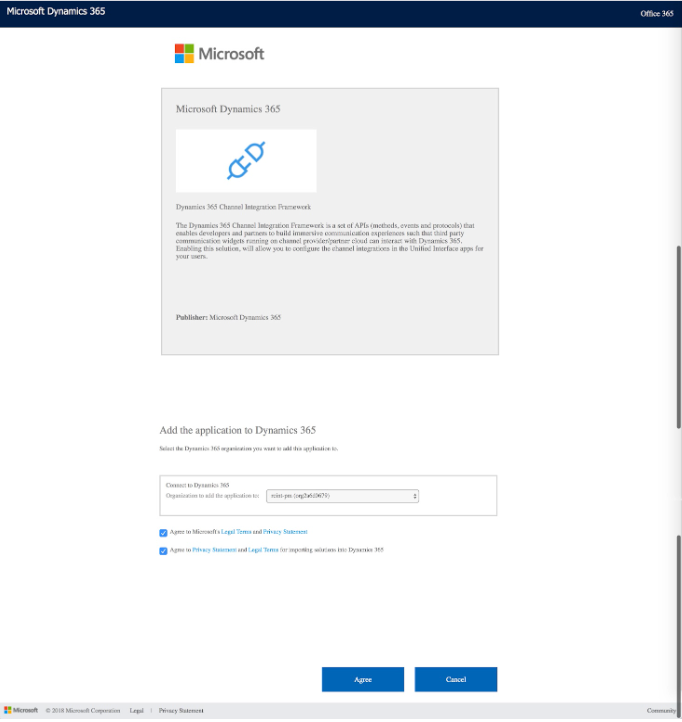 Microsoft Dynamics 365
Office 365
Microsoft
Microsoft Dynamics 365
Dynamics 365 Channel Integration Framework
The Dynamics 365 Channel Integration Framework is a set of APIs (methods, events and protocols) that
enables developers and partners to build immersive communication experiences such that third party
communication widgets running on channel provider/partner cloud can interact with Dynamics 365.
Enabling this solution, will allow you to configure the channel integrations in the Unified Interface apps for
your users.
Publisher: Microsoft Dynamics 365
Add the application to Dynamics 365
Select the Dynamics 365 organization you want to add this application to.
Connect to Dynamics 365
Organization to add the application to:
Agree to Microsoft's Legal Terms and Privacy Statement
Agree to Privacy Statement and Legal Terms for importing solutions into Dynamics 365
Agree
Cancel
Microsoft © 2018 Microsoft Corporation Legal | Privacy Statement
Community